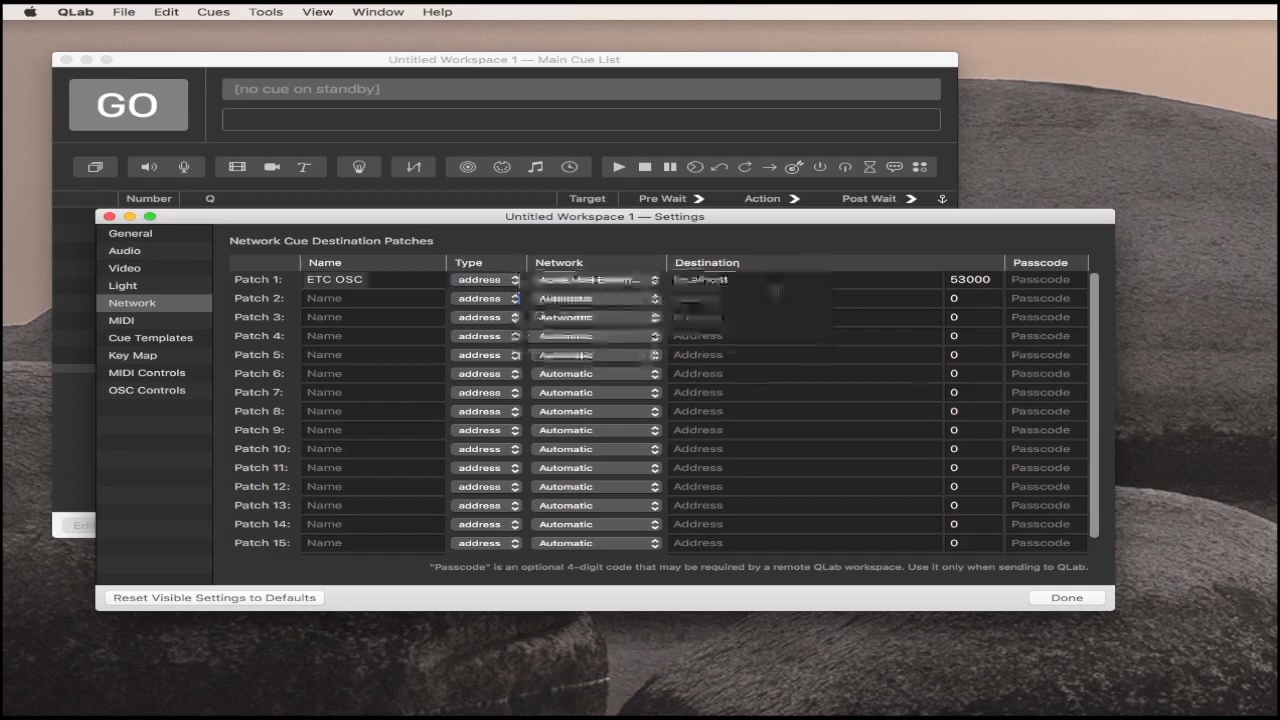 QLab File Edit Cues Tools View Window Help
Untitled Workspace 1 — Main Cue List
GO
[no cue on standby]
Number Q Target Pre Wait Action Post Wait
Untitled Workspace 1 — Settings
General
Audio
Video
Light
Network
MIDI
Cue Templates
Key Map
MIDI Controls
OSC Controls
Network Cue Destination Patches
Name Type Network Destination Passcode
Patch 1: ETC OSC address 53000 Passcode
Patch 2: Name address 0 Passcode
Patch 3: Name address 0 Passcode
Patch 4: Name address Address 0 Passcode
Patch 5: Name address Address 0 Passcode
Patch 6: Name address Automatic Address 0 Passcode
Patch 7: Name address Automatic Address 0 Passcode
Patch 8: Name address Automatic Address 0 Passcode
Patch 9: Name address Automatic Address 0 Passcode
Patch 10: Name address Automatic Address 0 Passcode
Patch 11: Name address Automatic Address 0 Passcode
Patch 12: Name address Automatic Address 0 Passcode
Patch 13: Name address Automatic Address 0 Passcode
Patch 14: Name address Automatic Address 0 Passcode
Patch 15: Name address Automatic Address 0 Passcode
"Passcode" is an optional 4-digit code that may be required by a remote QLab workspace. Use it only when sending to QLab.
Reset Visible Settings to Defaults Done